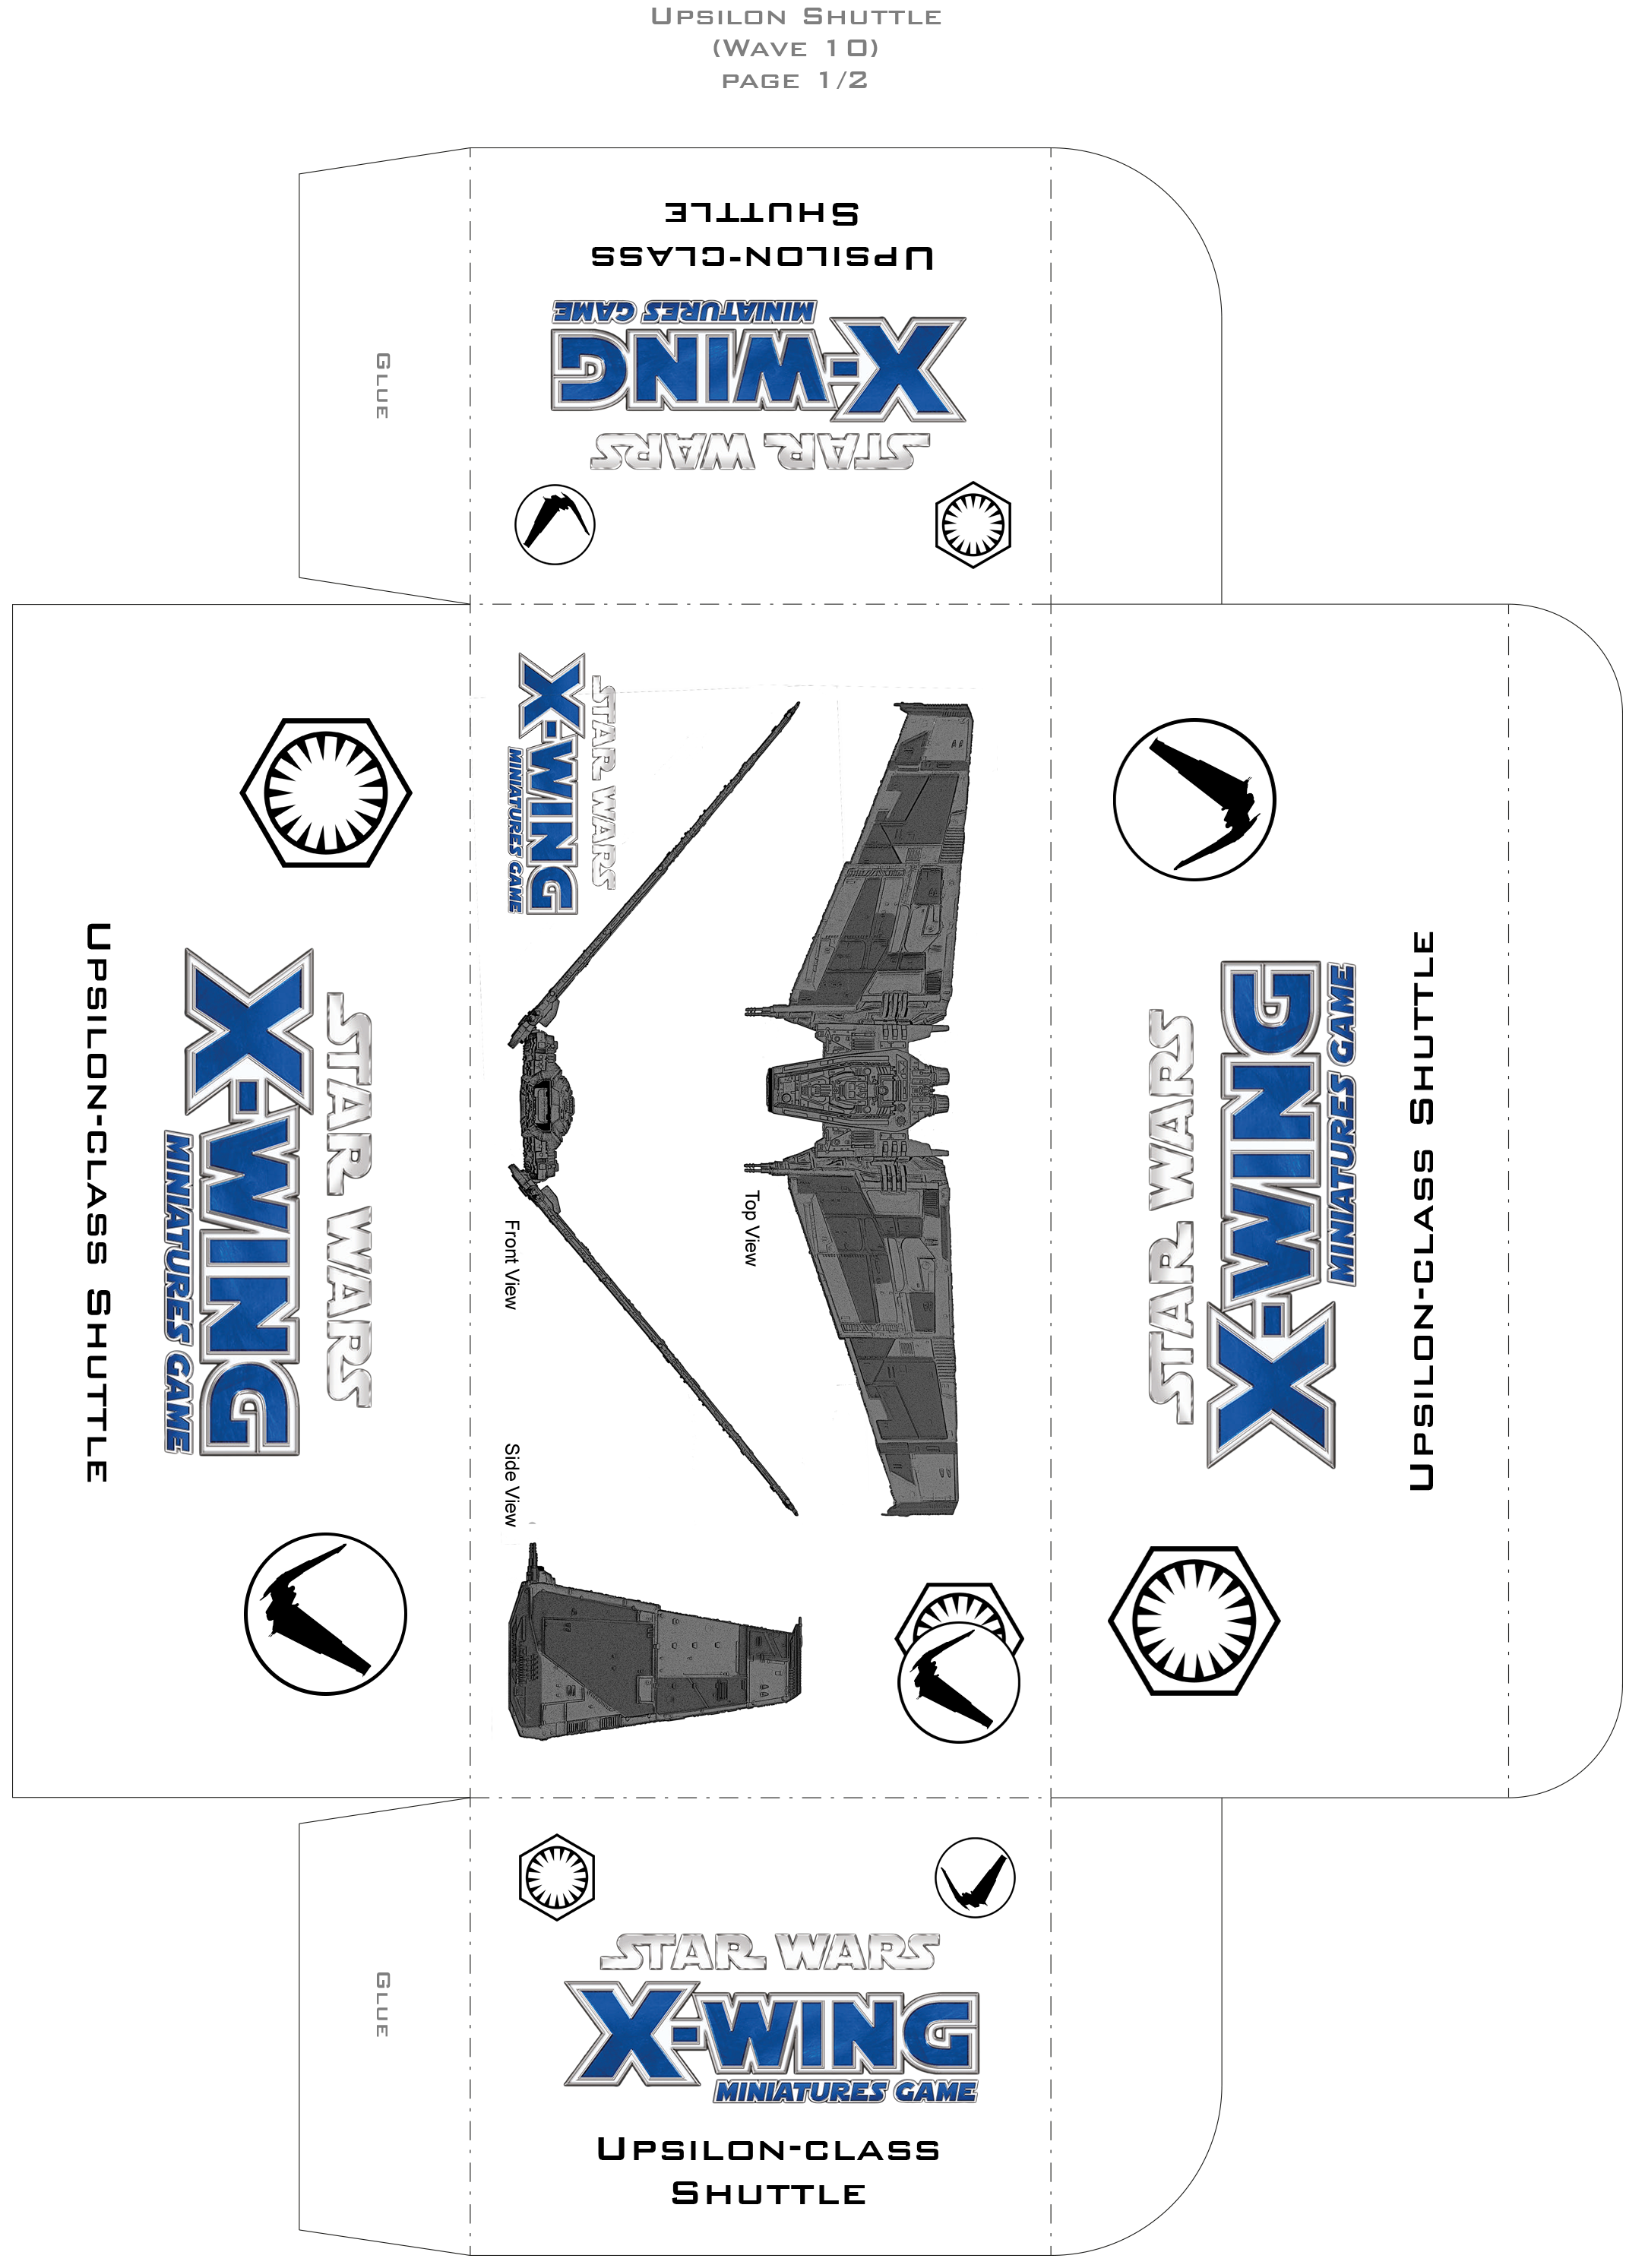 Upsilon Shuttle
(Wave 10)
page 1/2
Upsilon-class
Shuttle
STAR WARS
X-WING
MINIATURES GAME
Glue
STAR WARS
X-WING
MINIATURES GAME
Upsilon-class Shuttle
STAR WARS
X-WING
MINIATURES GAME
Top View
Front View
Side View
STAR WARS
X-WING
MINIATURES GAME
Upsilon-class Shuttle
Glue
STAR WARS
X-WING
MINIATURES GAME
Upsilon-class
Shuttle